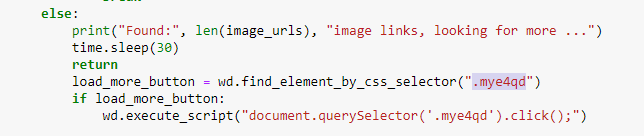 else:
print("Found:", len(image_urls), "image links, looking for more ...")
time.sleep(30)
return
load_more_button = wd.find_element_by_css_selector(".mye4qd")
if load_more_button:
wd.execute_script("document.querySelector('.mye4qd').click();")